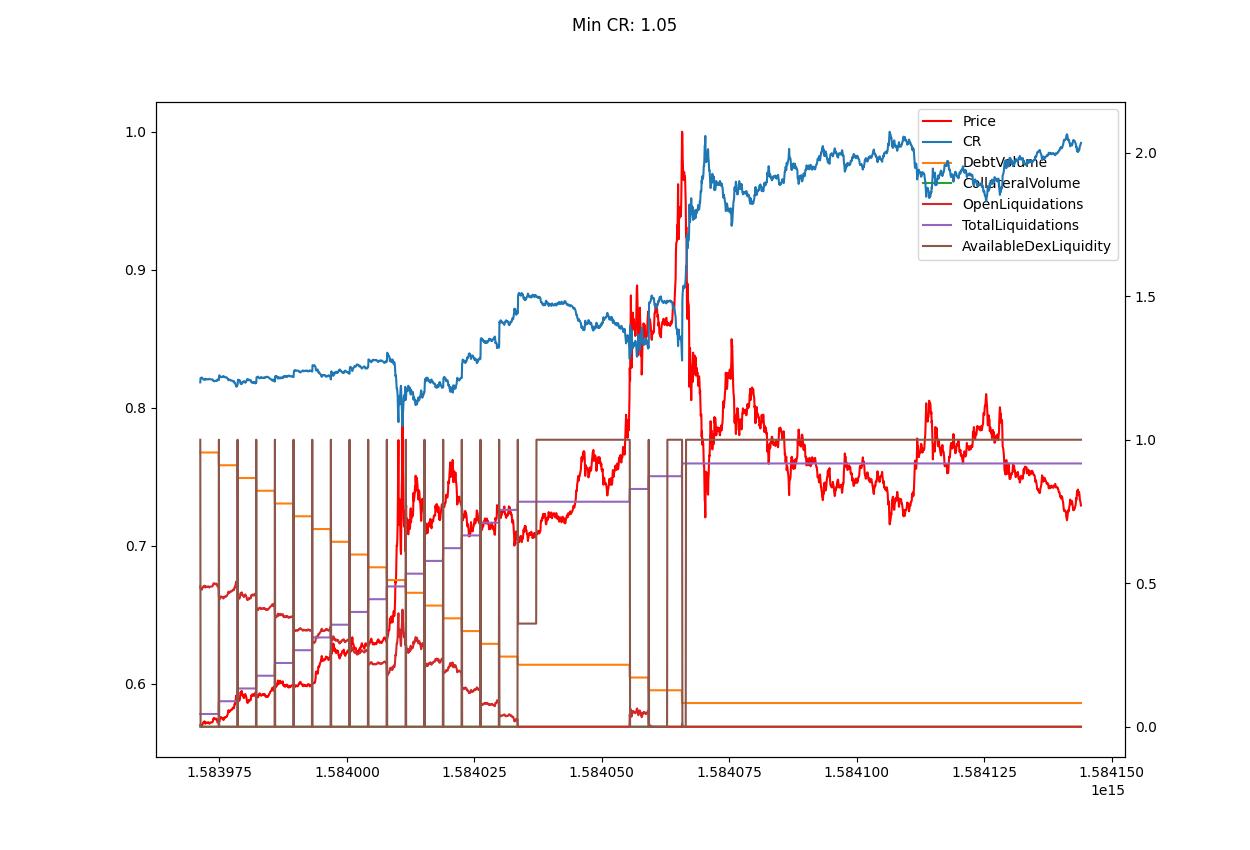 Min CR: 1.05
1.0
0.9
0.8
0.7
0.6
2.0
1.5
1.0
0.5
0.0
Price
CR
DebtVolume
CollateralVolume
OpenLiquidations
TotalLiquidations
AvailableDexLiquidity
1.583975 1.584000 1.584025 1.584050 1.584075 1.584100 1.584125 1.584150
1e15